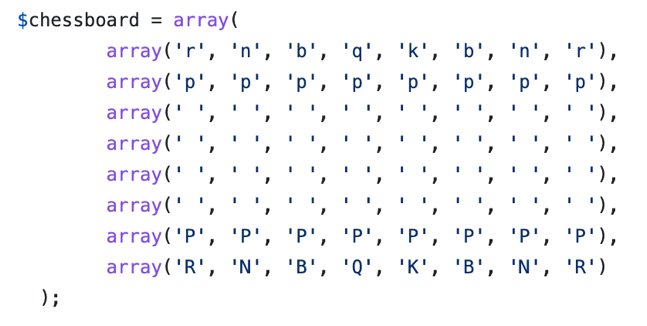 $chessboard = array(
array('r', 'n', 'b', 'q', 'k', 'b', 'n', 'r'),
array('p', 'p', 'p', 'p', 'p', 'p', 'p', 'p'),
array(' ', ' ', ' ', ' ', ' ', ' ', ' ', ' '),
array(' ', ' ', ' ', ' ', ' ', ' ', ' ', ' '),
array(' ', ' ', ' ', ' ', ' ', ' ', ' ', ' '),
array(' ', ' ', ' ', ' ', ' ', ' ', ' ', ' '),
array('P', 'P', 'P', 'P', 'P', 'P', 'P', 'P'),
array('R', 'N', 'B', 'Q', 'K', 'B', 'N', 'R')
);